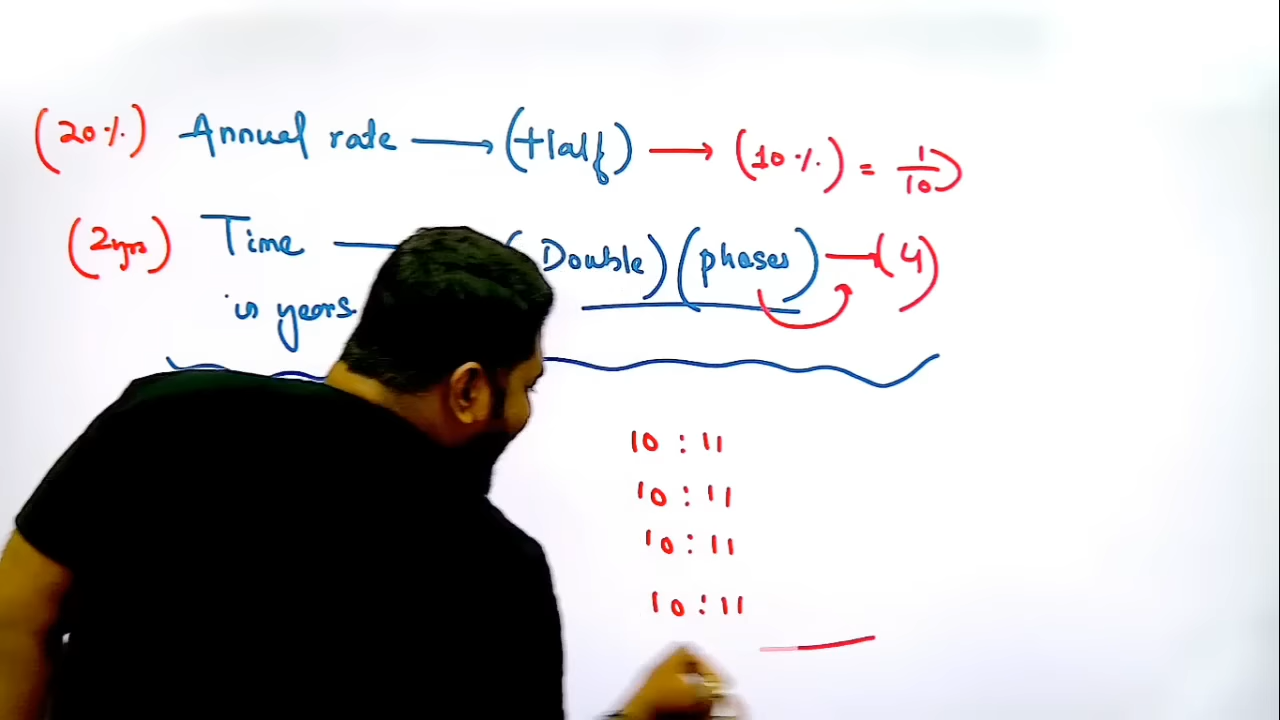 (20%) Annual rate → (Half) → (10%) = 1/10
(2yrs) Time (Double) (phases) → (4)
in years
10 : 11
10 : 11
10 : 11
10 : 11